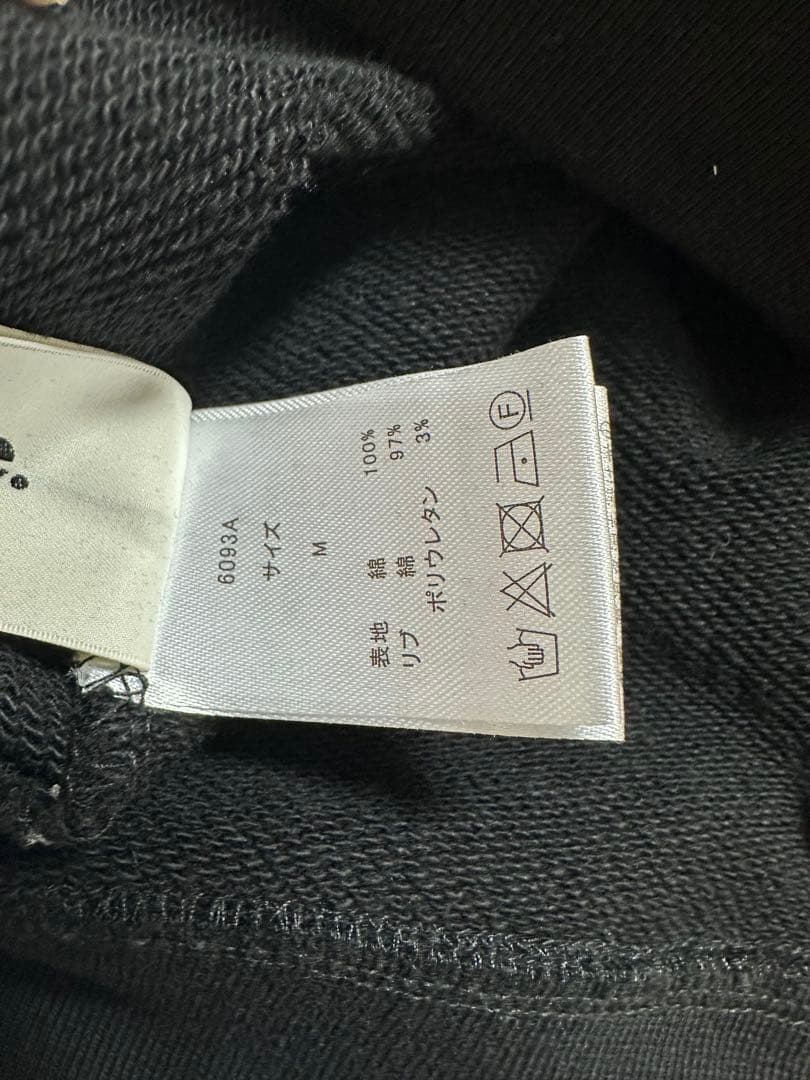 6093A
サイズ
M
表地 綿 100%
リブ 綿 97%
ポリウレタン 3%
F